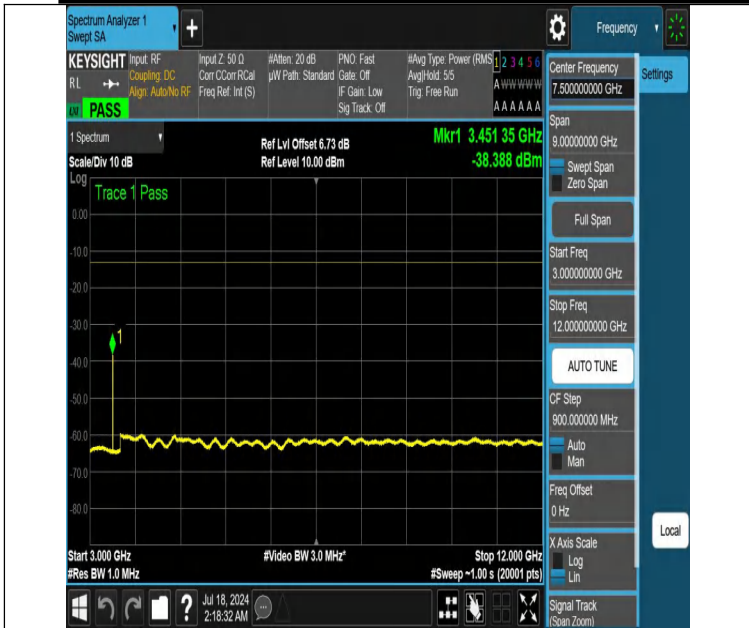 Spectrum Analyzer 1
Swept SA
+
Frequency
KEYSIGHT
RL
PASS
Input: RF
Coupling: DC
Align: Auto/No RF
Input Z: 50 Ω
Corr CCorr RCal
Freq Ref: Int (S)
#Atten: 20 dB
µW Path: Standard
PNO: Fast
Gate: Off
IF Gain: Low
Sig Track: Off
#Avg Type: Power (RMS
Avg|Hold: 5/5
Trig: Free Run
1 2 3 4 5 6
A W W W W W
A A A A A A
1 Spectrum
Scale/Div 10 dB
Ref Lvl Offset 6.73 dB
Ref Level 10.00 dBm
Mkr1 3.451 35 GHz
-38.388 dBm
Log
Trace 1 Pass
0.00
-10.0
-20.0
-30.0
1
-40.0
-50.0
-60.0
-70.0
-80.0
Start 3.000 GHz
#Res BW 1.0 MHz
#Video BW 3.0 MHz*
Stop 12.000 GHz
#Sweep ~1.00 s (20001 pts)
Jul 18, 2024
2:18:32 AM
?
Center Frequency
7.500000000 GHz
Settings
Span
9.00000000 GHz
Swept Span
Zero Span
Full Span
Start Freq
3.000000000 GHz
Stop Freq
12.000000000 GHz
AUTO TUNE
CF Step
900.000000 MHz
Auto
Man
Freq Offset
0 Hz
X Axis Scale
Log
Lin
Local
Signal Track
(Span Zoom)